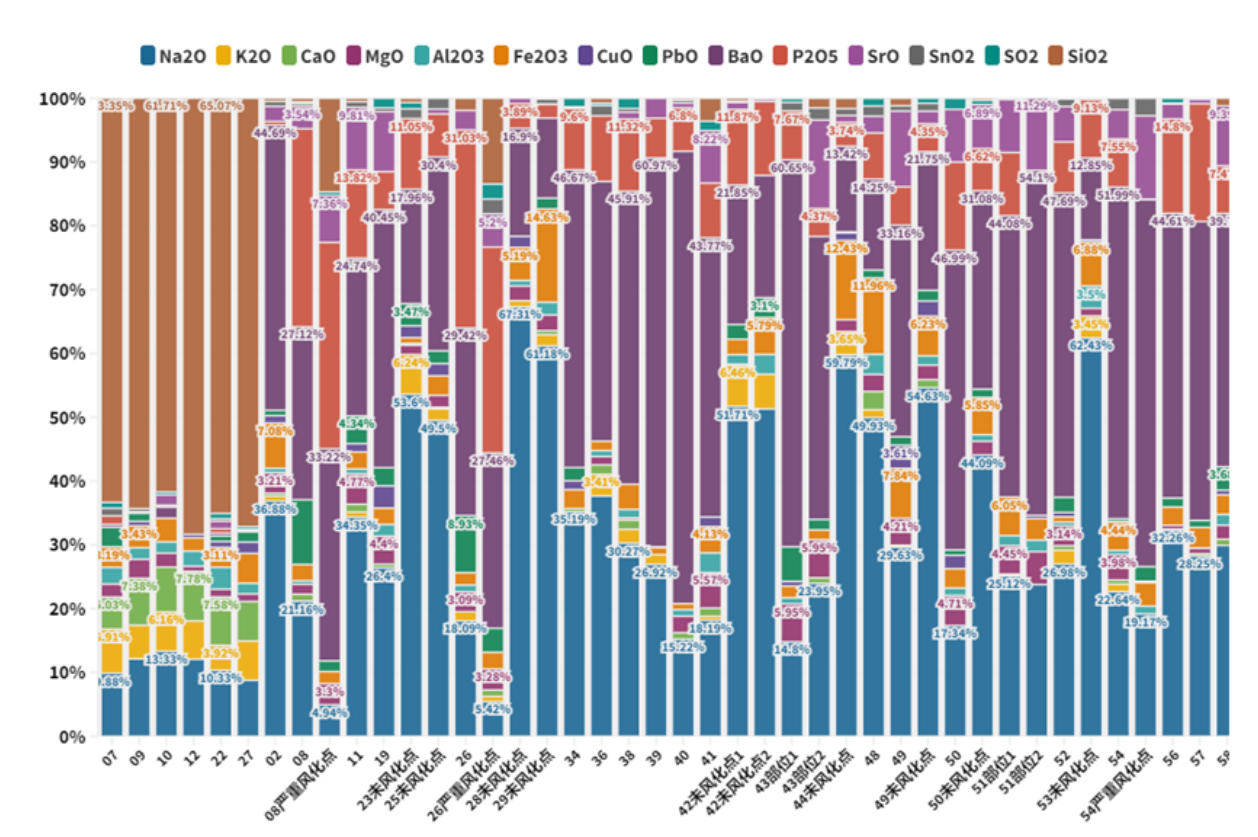 Na2O K2O CaO MgO Al2O3 Fe2O3 CuO PbO BaO P2O5 SrO SnO2 SO2 SiO2
100%
3.35% 61.71% 65.07% 3.54% 9.81% 11.05% 31.03% 3.89% 9.6% 11.32% 6.8% 11.87% 7.67% 3.74% 4.35% 6.89% 11.29% 9.13% 14.8%
44.69% 8.22% 12.43%
90%
13.82% 7.36% 17.96% 30.4% 5.2% 16.9% 14.63% 46.67% 45.91% 60.97% 43.77% 21.85% 60.65% 4.37% 13.42% 14.25% 33.16% 21.75% 6.62% 31.08% 44.08% 54.1% 47.69% 12.85% 7.55% 51.99% 44.61%
80%
24.74% 40.45% 5.19% 11.96% 46.99% 6.88%
70%
27.12% 3.47% 29.42% 67.31% 3.1% 5.79% 6.23% 3.5% 3.45%
60%
6.24% 53.6% 61.18% 6.46% 51.71% 3.65% 59.79% 54.63% 62.43%
50%
7.08% 33.22% 4.34% 49.5% 27.46% 49.93% 3.61% 5.85% 44.09%
40%
3.21% 36.88% 4.77% 34.35% 35.19% 3.41% 7.84% 6.05%
30%
3.43% 3.11% 4.4% 26.4% 8.93% 30.27% 26.92% 4.13% 5.57% 5.95% 4.21% 29.63% 4.45% 25.12% 3.14% 26.98% 4.44% 3.98% 32.26% 28.25%
20%
7.38% 6.16% 7.78% 7.58% 21.16% 3.09% 18.09% 18.19% 5.95% 23.95% 4.71% 17.34% 22.64% 19.17%
10%
13.33% 3.92% 10.33% 3.3% 4.94% 3.28% 5.42% 15.22% 14.8%
0%
07 09 10 12 22 27 02 08 08严重风化点 11 19 23未风化点 25未风化点 26 26严重风化点 28未风化点 29未风化点 34 36 38 39 40 41 42未风化点1 42未风化点2 43部位1 43部位2 44未风化点 48 49 49未风化点 50 50未风化点 51部位1 51部位2 52 53未风化点 54 54严重风化点 56 57